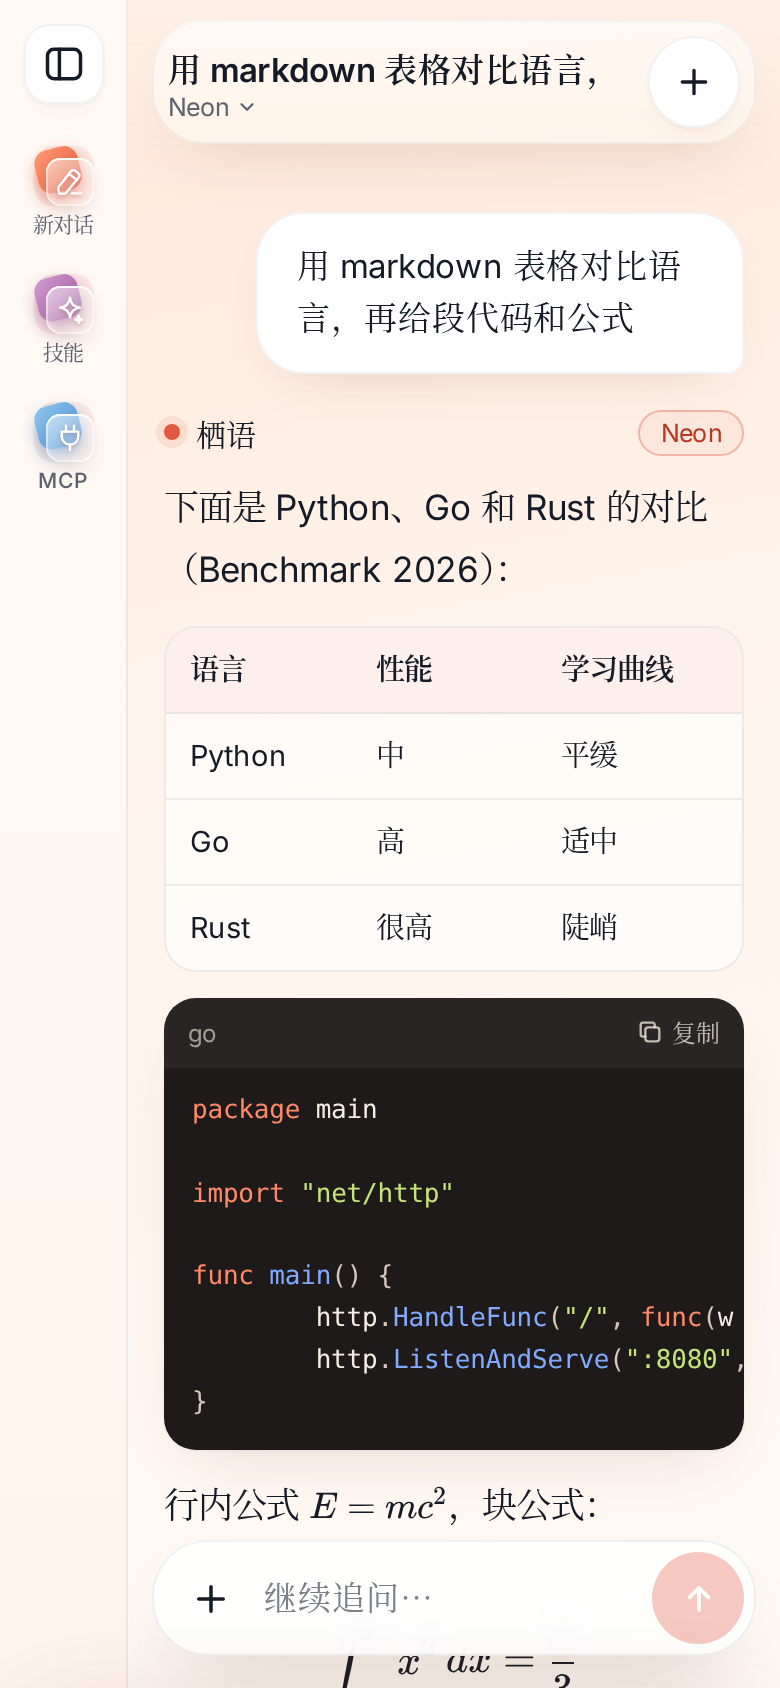 用 markdown 表格对比语言，
Neon
新对话
技能
MCP
用 markdown 表格对比语
言，再给段代码和公式
栖语
Neon
下面是 Python、Go 和 Rust 的对比
（Benchmark 2026）：
语言 性能 学习曲线
Python 中 平缓
Go 高 适中
Rust 很高 陡峭
go 复制
package main
import "net/http"
func main() {
http.HandleFunc("/", func(w
http.ListenAndServe(":8080",
}
行内公式 E = mc²，块公式：
继续追问…